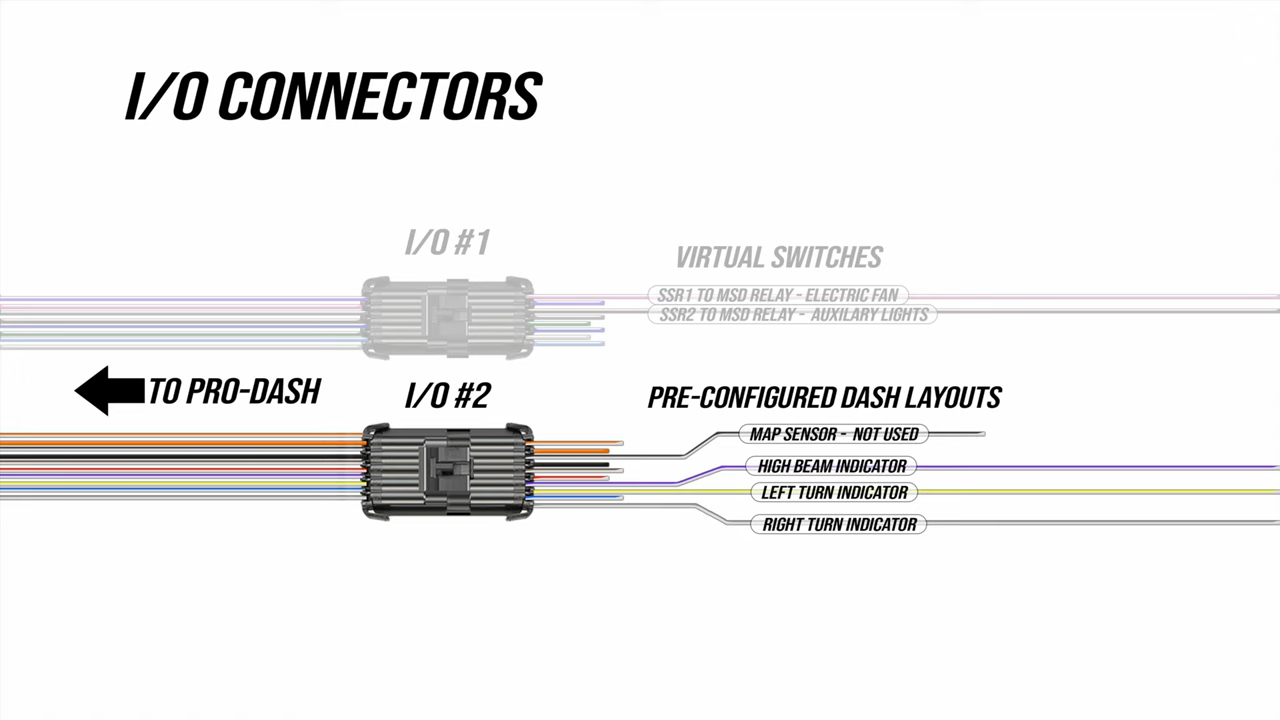 I/O CONNECTORS
I/O #1
VIRTUAL SWITCHES
SSR1 TO MSD RELAY - ELECTRIC FAN
SSR2 TO MSD RELAY - AUXILARY LIGHTS
TO PRO-DASH
I/O #2
PRE-CONFIGURED DASH LAYOUTS
MAP SENSOR - NOT USED
HIGH BEAM INDICATOR
LEFT TURN INDICATOR
RIGHT TURN INDICATOR